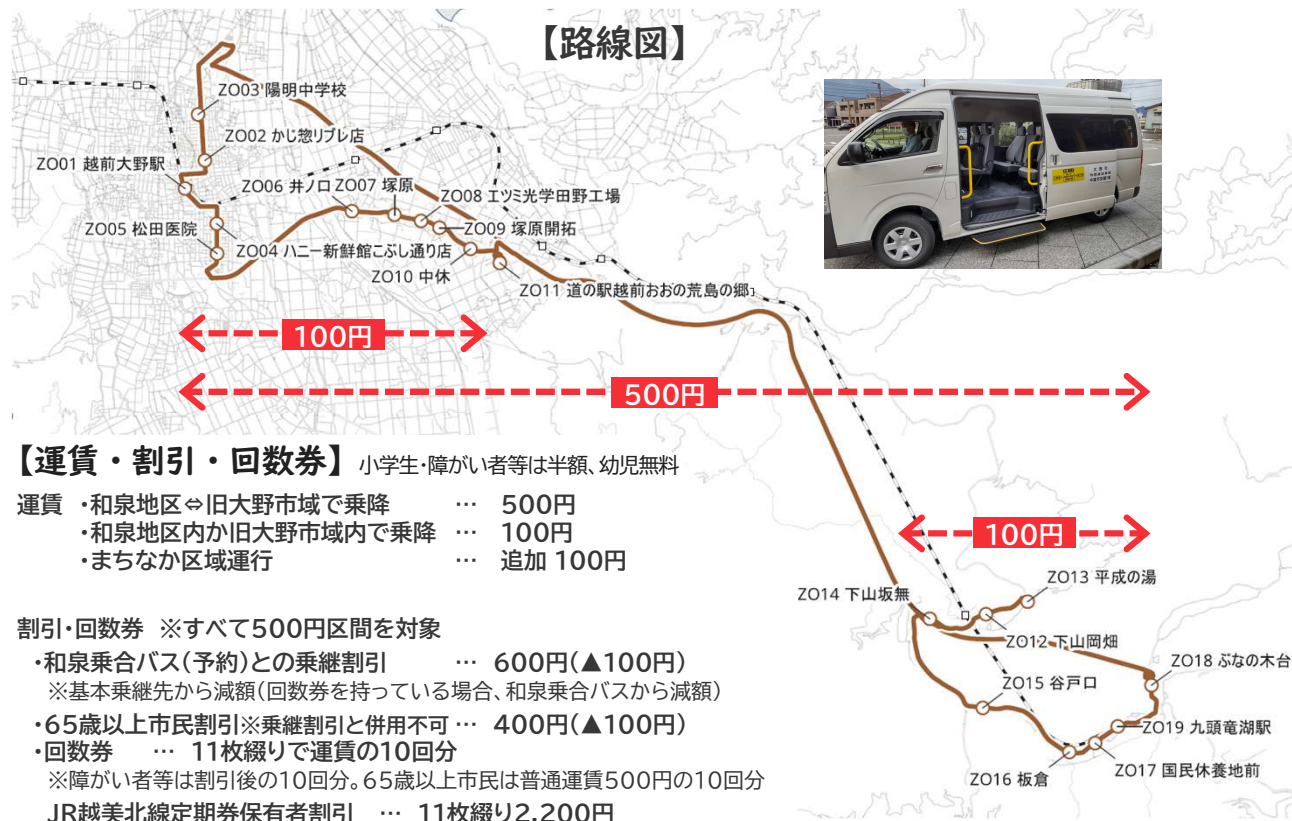 【路線図】
ZO03 陽明中学校
ZO02 かじ惣リブレ店
ZO01 越前大野駅
ZO06 井ノ口
ZO07 塚原
ZO08 エツミ光学田野工場
ZO05 松田医院
ZO04 ハニー新鮮館こぶし通り店
ZO09 塚原開拓
ZO10 中休
ZO11 道の駅越前おおの荒島の郷
100円
500円
【運賃・割引・回数券】 小学生・障がい者等は半額、幼児無料
運賃 ・和泉地区⇔旧大野市域で乗降 … 500円
・和泉地区内か旧大野市域内で乗降 … 100円
・まちなか区域運行 … 追加 100円
100円
ZO13 平成の湯
ZO14 下山坂無
ZO12 下山岡畑
ZO18 ぶなの木台
ZO15 谷戸口
ZO19 九頭竜湖駅
ZO17 国民休養地前
ZO16 板倉
割引・回数券 ※すべて500円区間を対象
・和泉乗合バス(予約)との乗継割引 … 600円(▲100円)
※基本乗継先から減額(回数券を持っている場合、和泉乗合バスから減額)
・65歳以上市民割引※乗継割引と併用不可 … 400円(▲100円)
・回数券 … 11枚綴りで運賃の10回分
※障がい者等は割引後の10回分。65歳以上市民は普通運賃500円の10回分
JR越美北線定期券保有者割引 … 11枚綴り2,200円